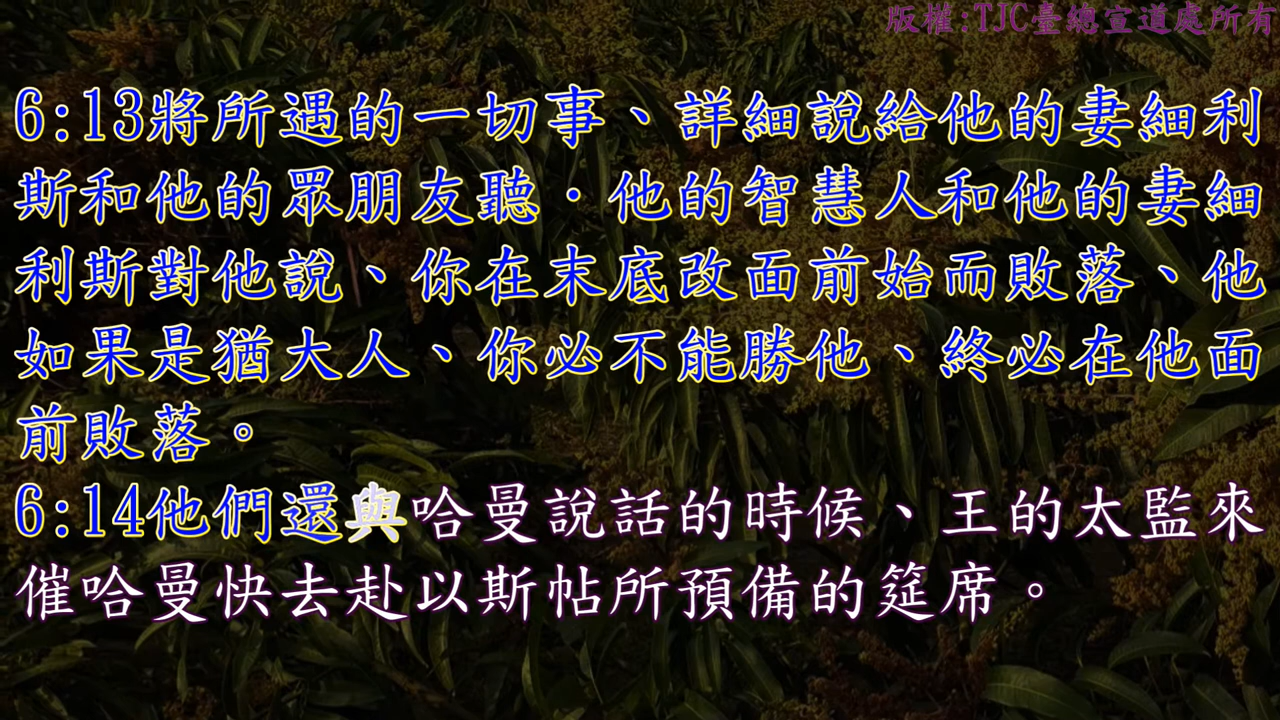 版權:TJC臺總宣道處所有
6:13將所遇的一切事、詳細說給他的妻細利
斯和他的眾朋友聽．他的智慧人和他的妻細
利斯對他說、你在末底改面前始而敗落、他
如果是猶大人、你必不能勝他、終必在他面
前敗落。
6:14他們還與哈曼說話的時候、王的太監來
催哈曼快去赴以斯帖所預備的筵席。